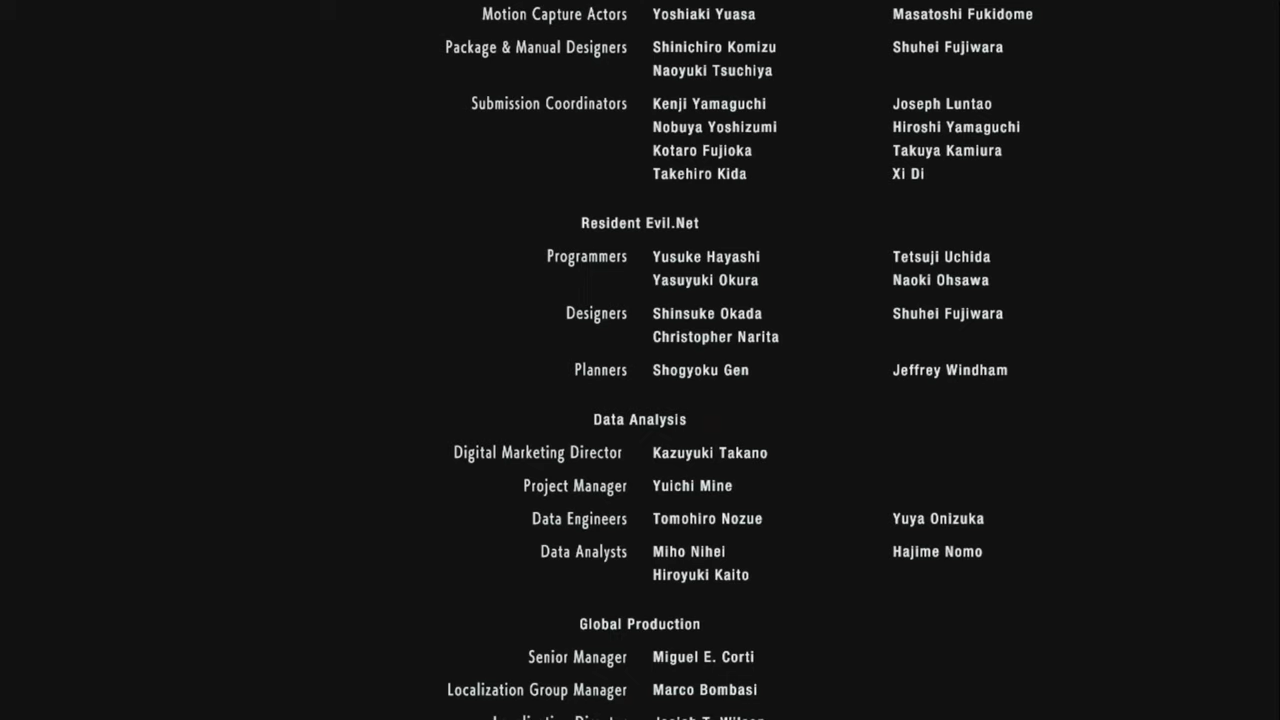 Motion Capture Actors Yoshiaki Yuasa Masatoshi Fukidome
Package & Manual Designers Shinichiro Komizu Shuhei Fujiwara
Naoyuki Tsuchiya
Submission Coordinators Kenji Yamaguchi Joseph Luntao
Nobuya Yoshizumi Hiroshi Yamaguchi
Kotaro Fujioka Takuya Kamiura
Takehiro Kida Xi Di
Resident Evil.Net
Programmers Yusuke Hayashi Tetsuji Uchida
Yasuyuki Okura Naoki Ohsawa
Designers Shinsuke Okada Shuhei Fujiwara
Christopher Narita
Planners Shogyoku Gen Jeffrey Windham
Data Analysis
Digital Marketing Director Kazuyuki Takano
Project Manager Yuichi Mine
Data Engineers Tomohiro Nozue Yuya Onizuka
Data Analysts Miho Nihei Hajime Nomo
Hiroyuki Kaito
Global Production
Senior Manager Miguel E. Corti
Localization Group Manager Marco Bombasi